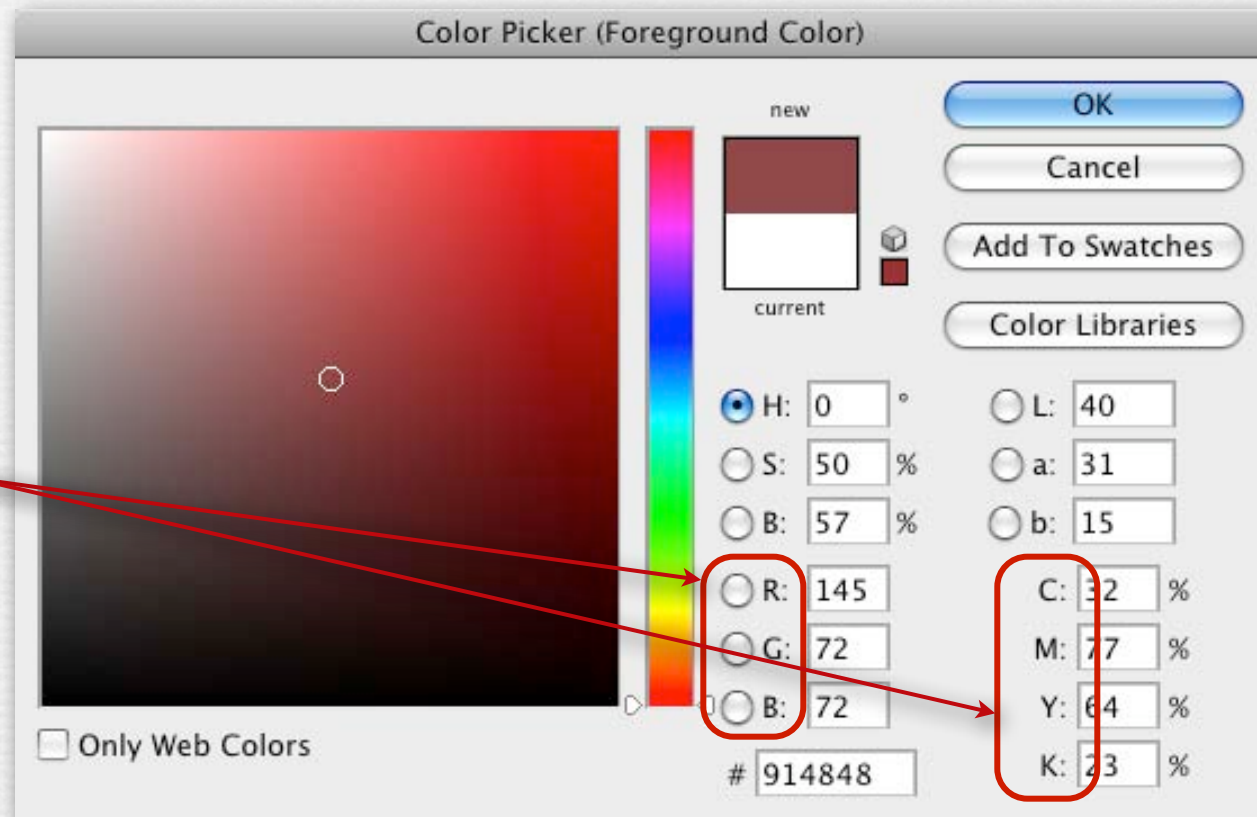 Color Picker (Foreground Color)
new
OK
Cancel
Add To Swatches
current
Color Libraries
H: 0 °
L: 40
S: 50 %
a: 31
B: 57 %
b: 15
R: 145
C: 32 %
G: 72
M: 77 %
B: 72
Y: 64 %
Only Web Colors
# 914848
K: 23 %